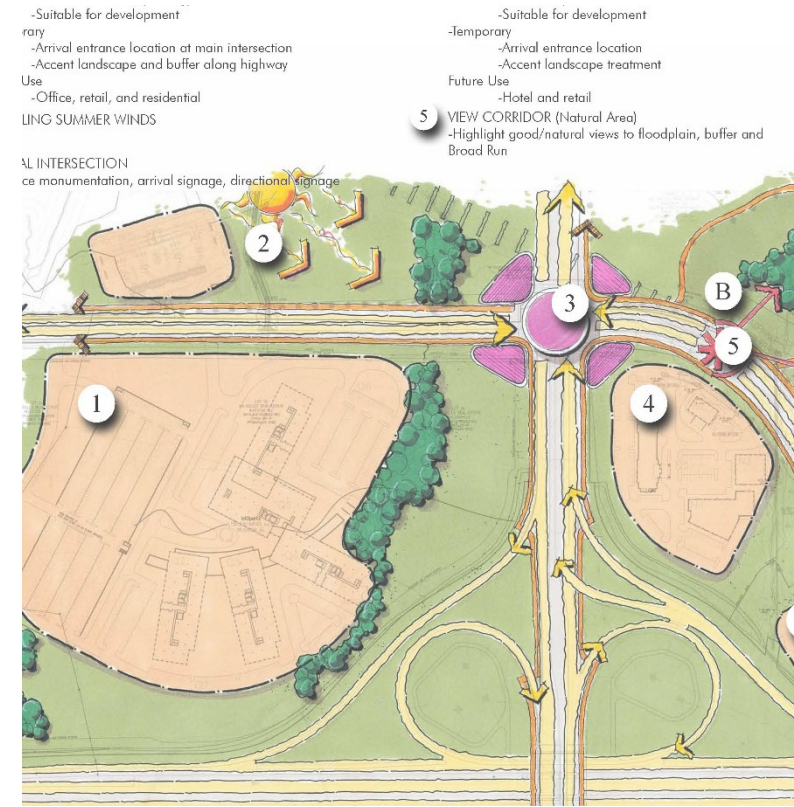 -Suitable for development
rary
-Arrival entrance location at main intersection
-Accent landscape and buffer along highway
Use
-Office, retail, and residential
LING SUMMER WINDS
AL INTERSECTION
ce monumentation, arrival signage, directional signage
-Suitable for development
-Temporary
-Arrival entrance location
-Accent landscape treatment
Future Use
-Hotel and retail
5 VIEW CORRIDOR (Natural Area)
-Highlight good/natural views to floodplain, buffer and
Broad Run
2
B
3
5
1
4